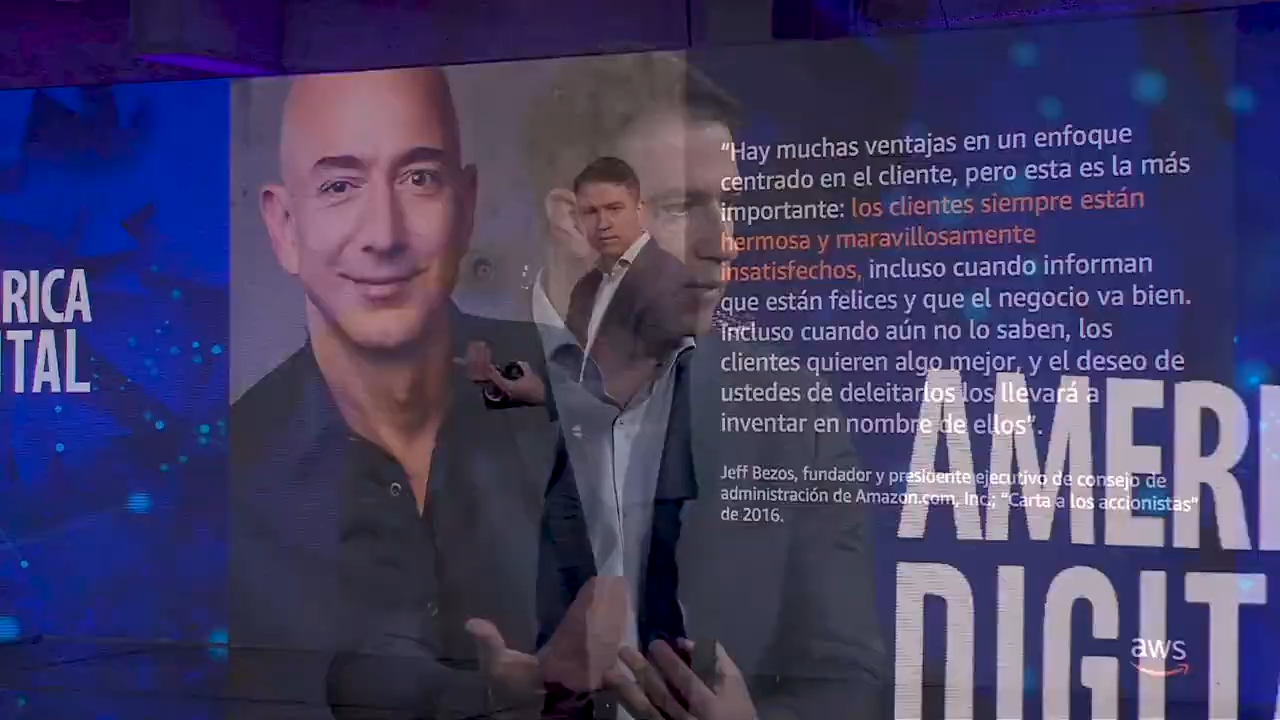 RICA
ITAL
“Hay muchas ventajas en un enfoque
centrado en el cliente, pero esta es la más
importante: los clientes siempre están
hermosa y maravillosamente
insatisfechos, incluso cuando informan
que están felices y que el negocio va bien.
Incluso cuando aún no lo saben, los
clientes quieren algo mejor, y el deseo de
ustedes de deleitarlos los llevará a
inventar en nombre de ellos”.
Jeff Bezos, fundador y presidente ejecutivo de consejo de
administración de Amazon.com, Inc.; “Carta a los accionistas”
de 2016.
AMERI
DIGIT
aws